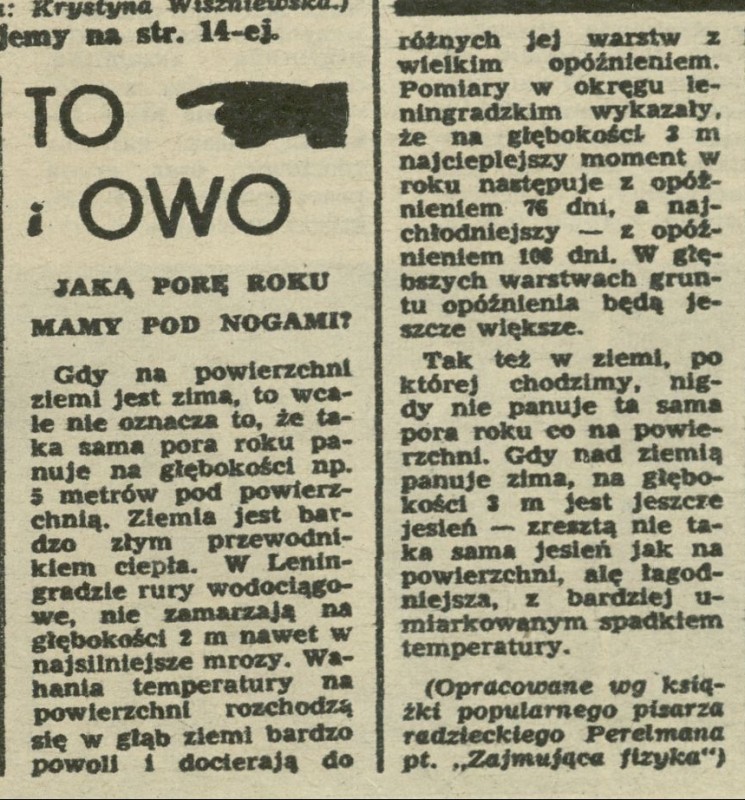 : Krystyna Wiszniewska.)
jemy na str. 14-ej.
TO
i OWO
JAKĄ PORĘ ROKU
MAMY POD NOGAMI?
Gdy na powierzchni
ziemi jest zima, to wca-
le nie oznacza to, że ta-
ka sama pora roku pa-
nuje na głębokości np.
5 metrów pod powierz-
chnią. Ziemia jest bar-
dzo złym przewodni-
kiem ciepła. W Lenin-
gradzie rury wodociągo-
we, nie zamarzają na
głębokości 2 m nawet w
najsilniejsze mrozy. Wa-
hania temperatury na
powierzchni rozchodzą
się w głąb ziemi bardzo
powoli i docierają do
różnych jej warstw z
wielkim opóźnieniem.
Pomiary w okręgu le-
ningradzkim wykazały,
że na głębokości 3 m
najcieplejszy moment w
roku następuje z opóź-
nieniem 76 dni, a naj-
chłodniejszy — z opóź-
nieniem 108 dni. W głę-
bszych warstwach grun-
tu opóźnienia będą je-
szcze większe.
Tak też w ziemi, po
której chodzimy, nig-
dy nie panuje ta sama
pora roku co na powie-
rzchni. Gdy nad ziemią
panuje zima, na głębo-
kości 3 m jest jeszcze
jesień — zresztą nie ta-
ka sama jesień jak na
powierzchni, alę łagod-
niejsza, z bardziej u-
miarkowanym spadkiem
temperatury.
(Opracowane wg ksią-
żki popularnego pisarza
radzieckiego Perelmana
pt. „Zajmująca fizyka")